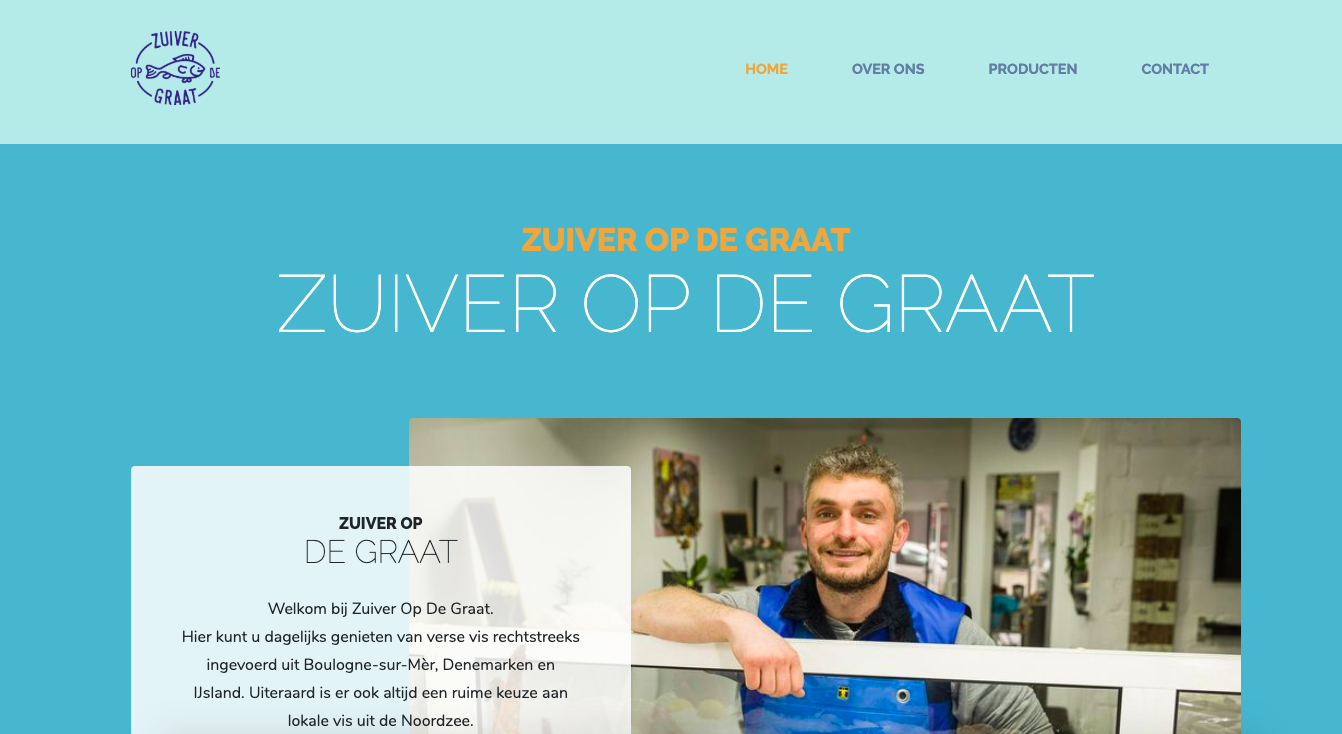 ZUIVER
OP DE
GRAAT
HOME
OVER ONS
PRODUCTEN
CONTACT
ZUIVER OP DE GRAAT
ZUIVER OP DE GRAAT
ZUIVER OP
DE GRAAT
Welkom bij Zuiver Op De Graat.
Hier kunt u dagelijks genieten van verse vis rechtstreeks
ingevoerd uit Boulogne-sur-Mèr, Denemarken en
IJsland. Uiteraard is er ook altijd een ruime keuze aan
lokale vis uit de Noordzee.